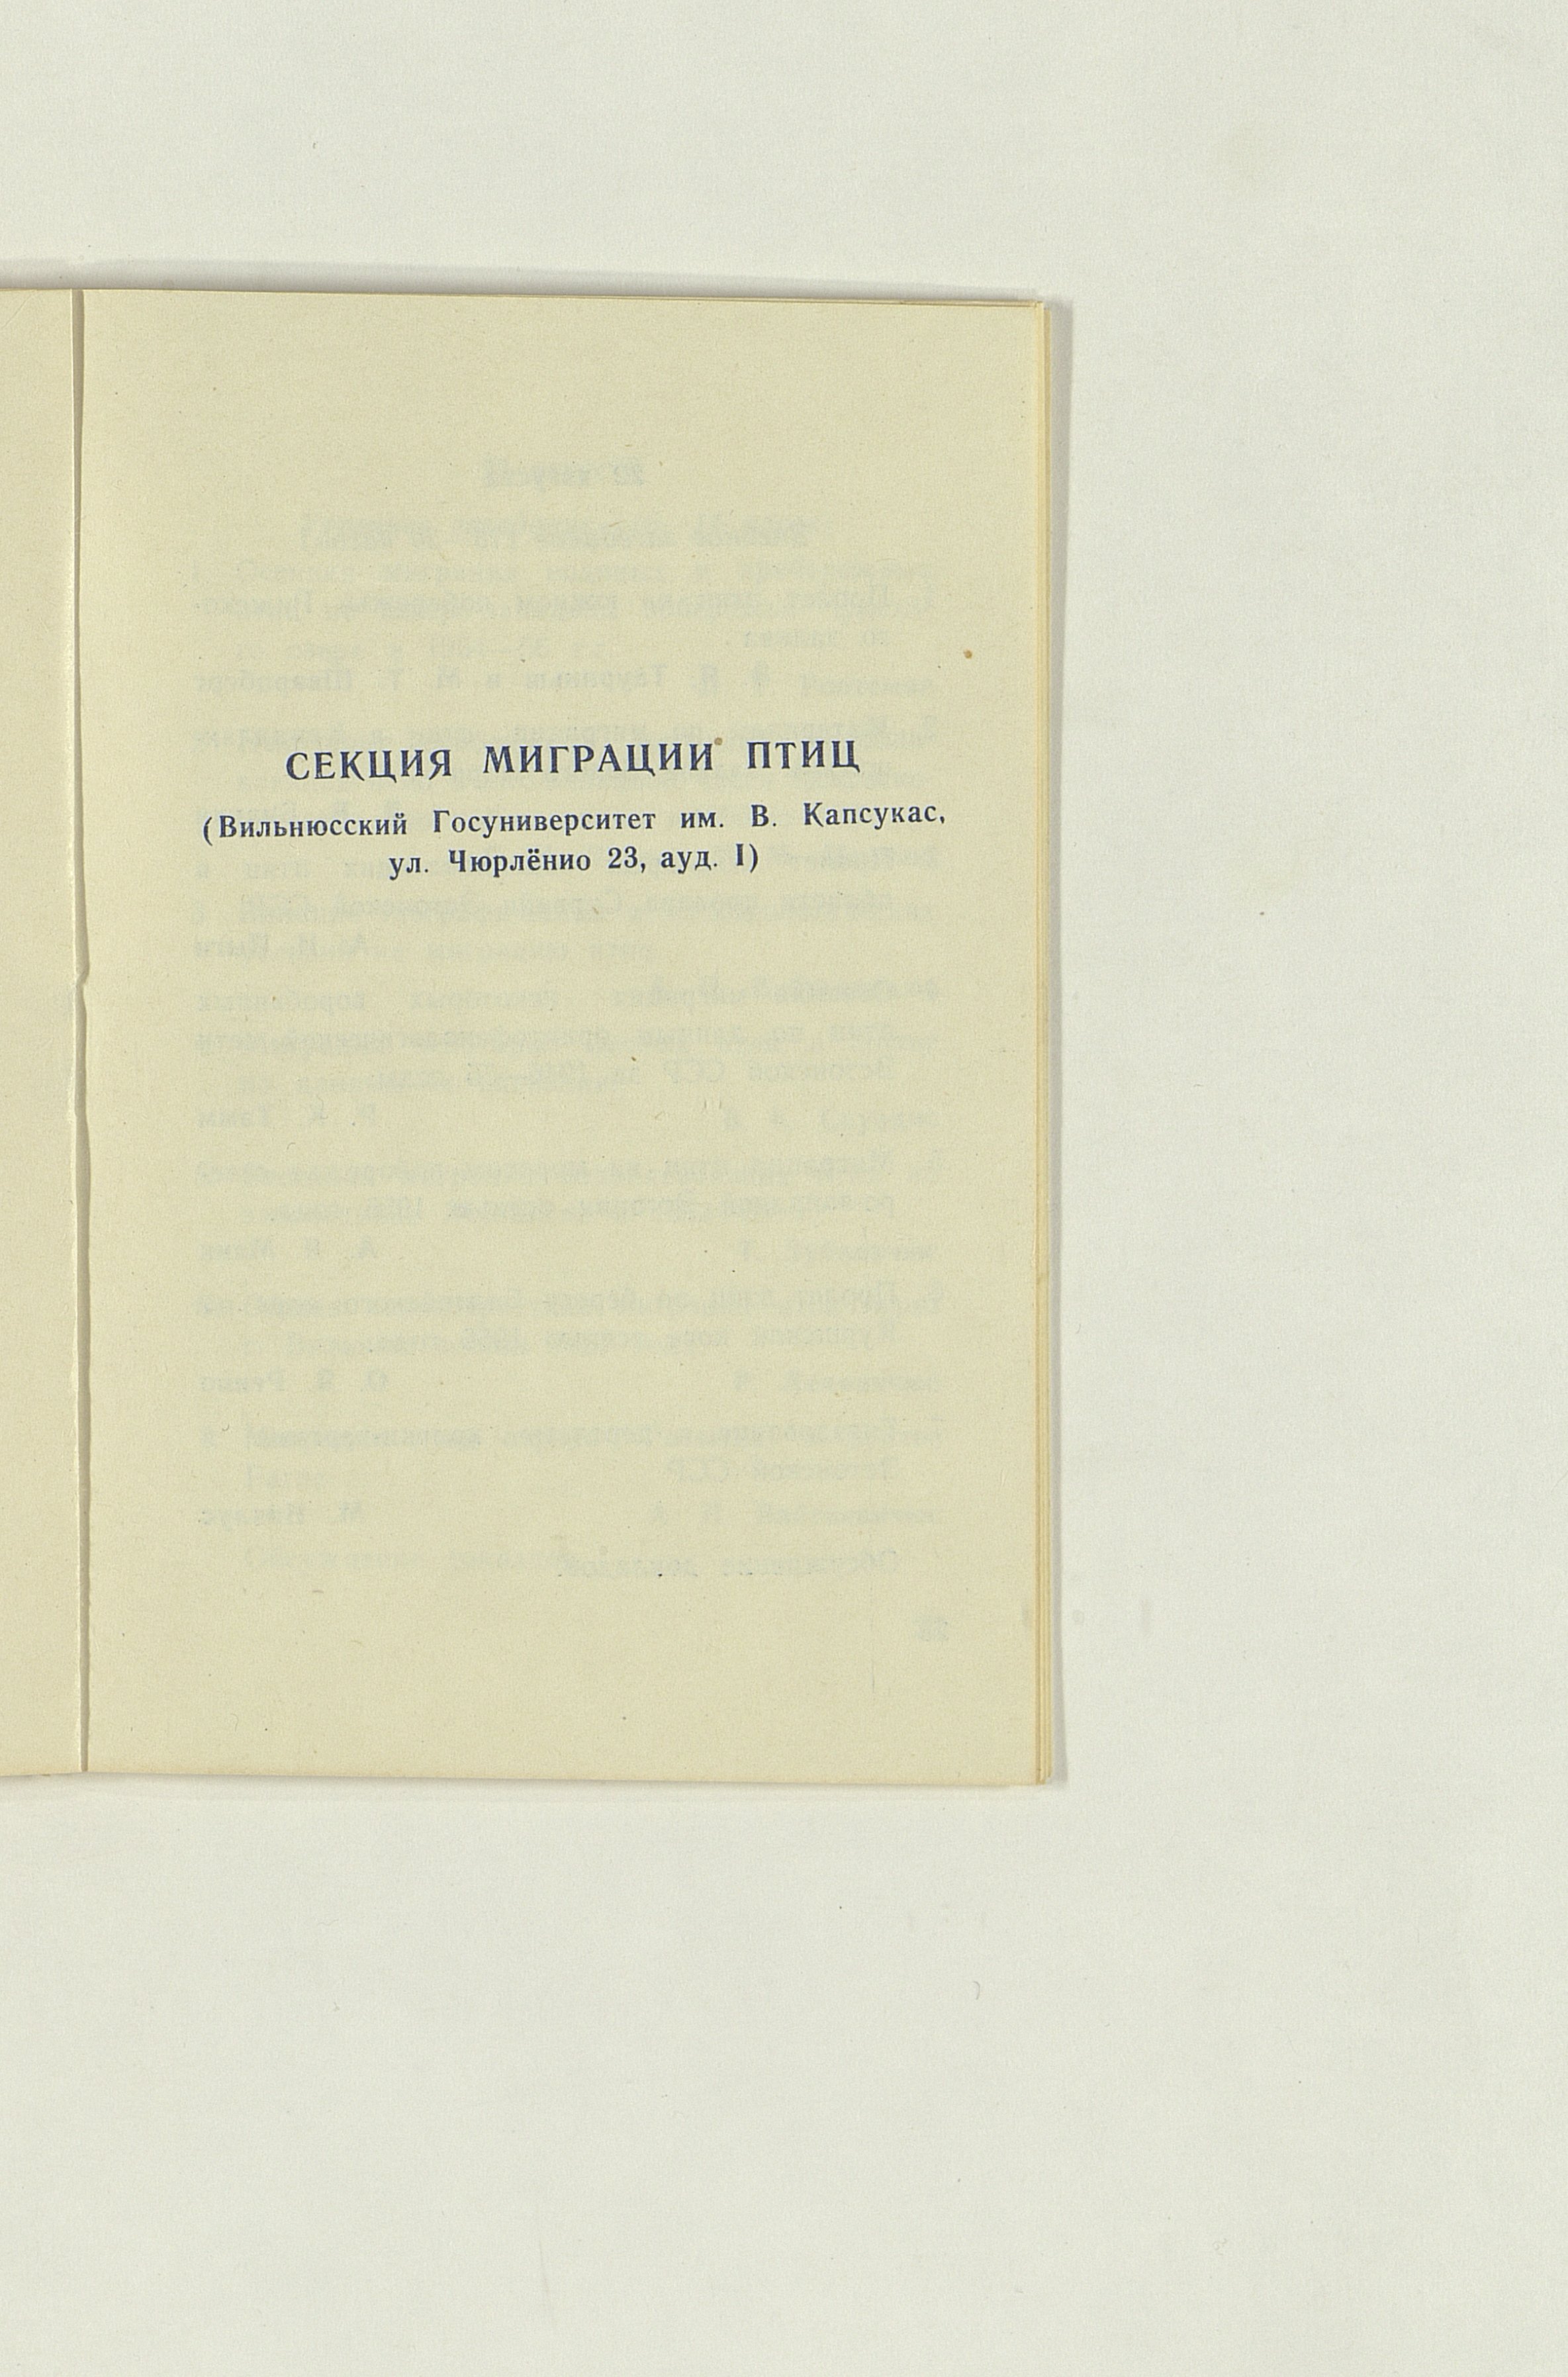 СЕКЦИЯ МИГРАЦИИ ПТИЦ
(Вильнюсский Госуниверситет им. В. Капсукас,
ул. Чюрлёнио 23, ауд. I)